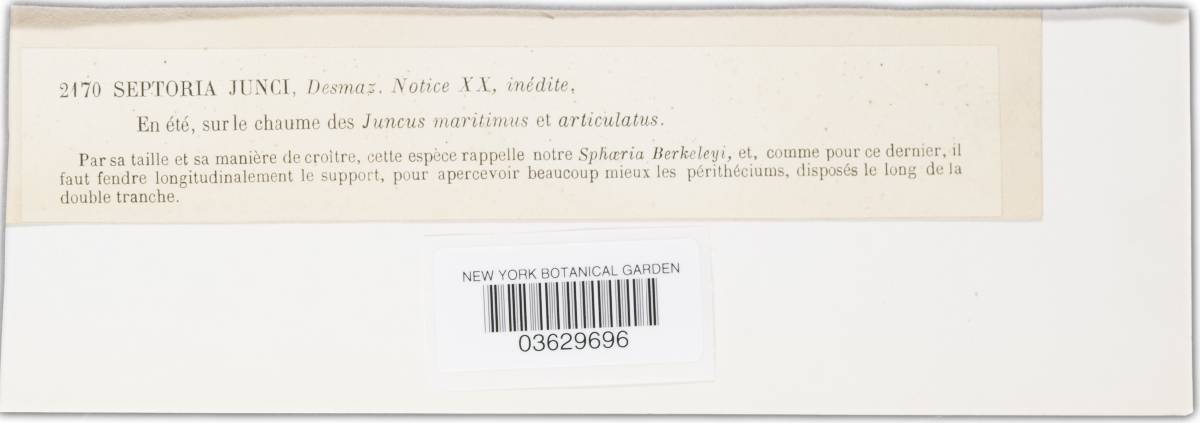 2170 SEPTORIA JUNCI, Desmaz. Notice XX, inédite,
En été, sur le chaume des Juncus maritimus et articulatus.
Par sa taille et sa manière de croître, cette espèce rappelle notre Sphæria Berkeleyi, et, comme pour ce dernier, il
faut fendre longitudinalement le support, pour apercevoir beaucoup mieux les périthéciums, disposés le long de la
double tranche.
NEW YORK BOTANICAL GARDEN
03629696